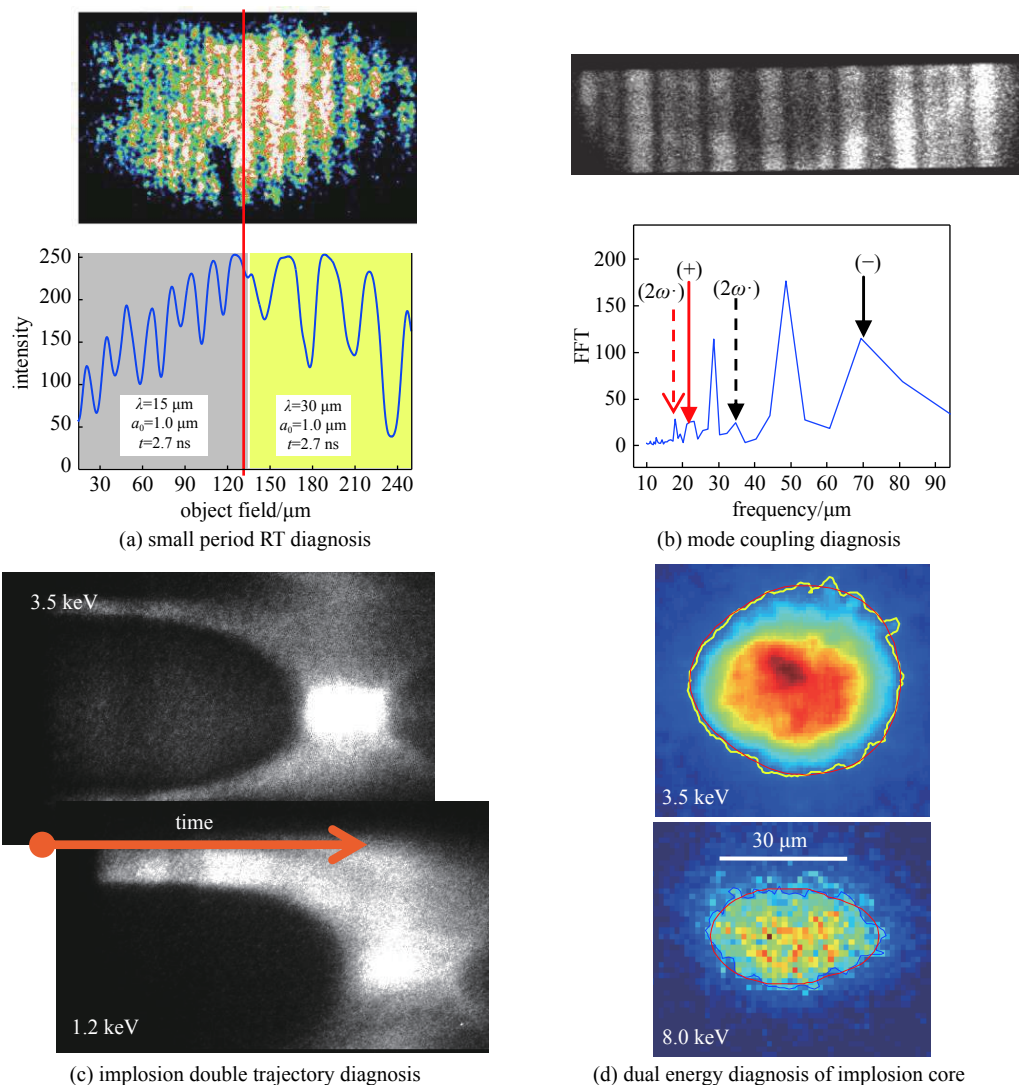 250
200
150
100
50
0
intensity
λ=15 μm
a₀=1.0 μm
t=2.7 ns
λ=30 μm
a₀=1.0 μm
t=2.7 ns
30 60 90 120 150 180 210 240
object field/μm
(a) small period RT diagnosis
200
150
100
50
0
FFT
(2ω·)
(+)
(2ω·)
(−)
10 20 30 40 50 60 70 80 90
frequency/μm
(b) mode coupling diagnosis
3.5 keV
time
1.2 keV
(c) implosion double trajectory diagnosis
3.5 keV
30 μm
8.0 keV
(d) dual energy diagnosis of implosion core